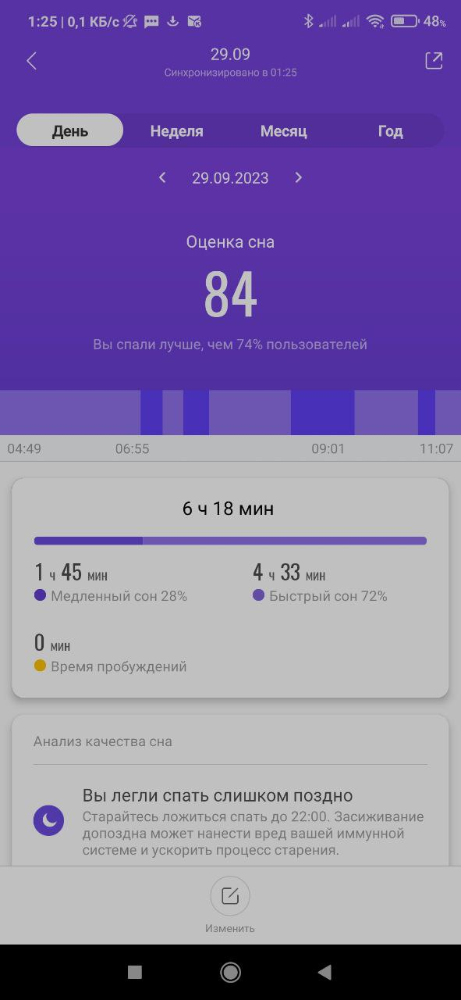 1:25 | 0,1 КБ/с 48%
29.09
Синхронизировано в 01:25
День Неделя Месяц Год
29.09.2023
Оценка сна
84
Вы спали лучше, чем 74% пользователей
04:49 06:55 09:01 11:07
6 ч 18 мин
1 ч 45 мин 4 ч 33 мин
Медленный сон 28% Быстрый сон 72%
0 мин
Время пробуждений
Анализ качества сна
Вы легли спать слишком поздно
Старайтесь ложиться спать до 22:00. Засиживание
допоздна может нанести вред вашей иммунной
системе и ускорить процесс старения.
Изменить